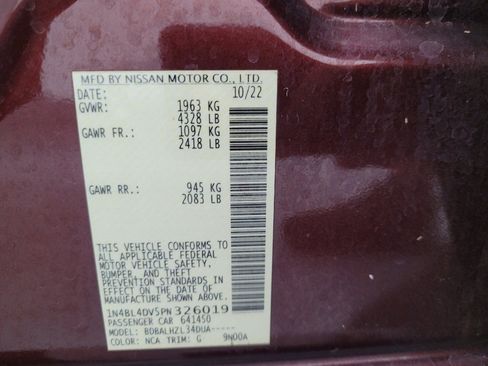 MFD BY NISSAN MOTOR CO., LTD.
DATE: 10/22
GVWR: 1963 KG
4328 LB
GAWR FR.: 1097 KG
2418 LB
GAWR RR.: 945 KG
2083 LB
THIS VEHICLE CONFORMS TO
ALL APPLICABLE FEDERAL
MOTOR VEHICLE SAFETY,
BUMPER, AND THEFT
PREVENTION STANDARDS IN
EFFECT ON THE DATE OF
MANUFACTURE SHOWN ABOVE.
1N4BL4DV5PN326019
PASSENGER CAR 641450
MODEL: BDBALHZL34DUA-----
COLOR: NCA TRIM: G 9N00A